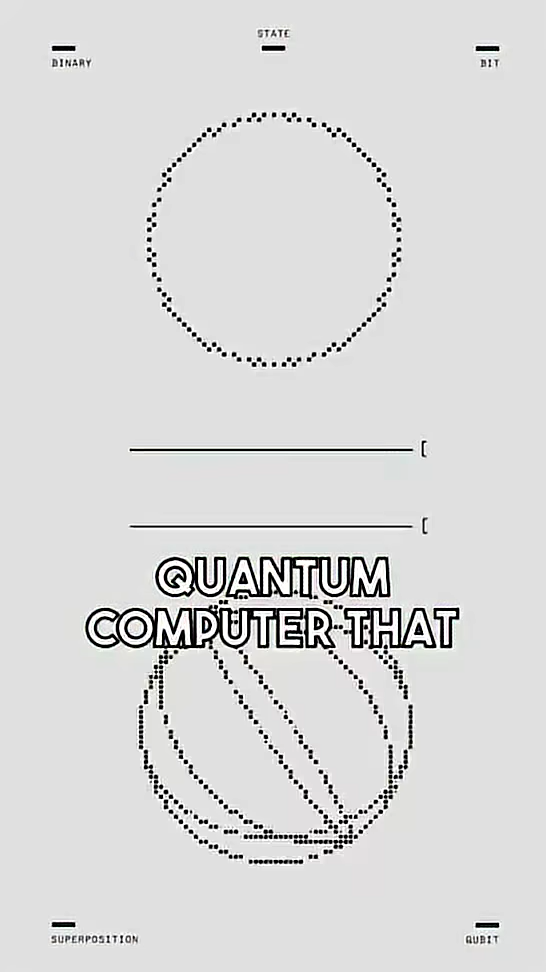 STATE
BINARY
BIT
[
[
QUANTUM
COMPUTER THAT
SUPERPOSITION
QUBIT